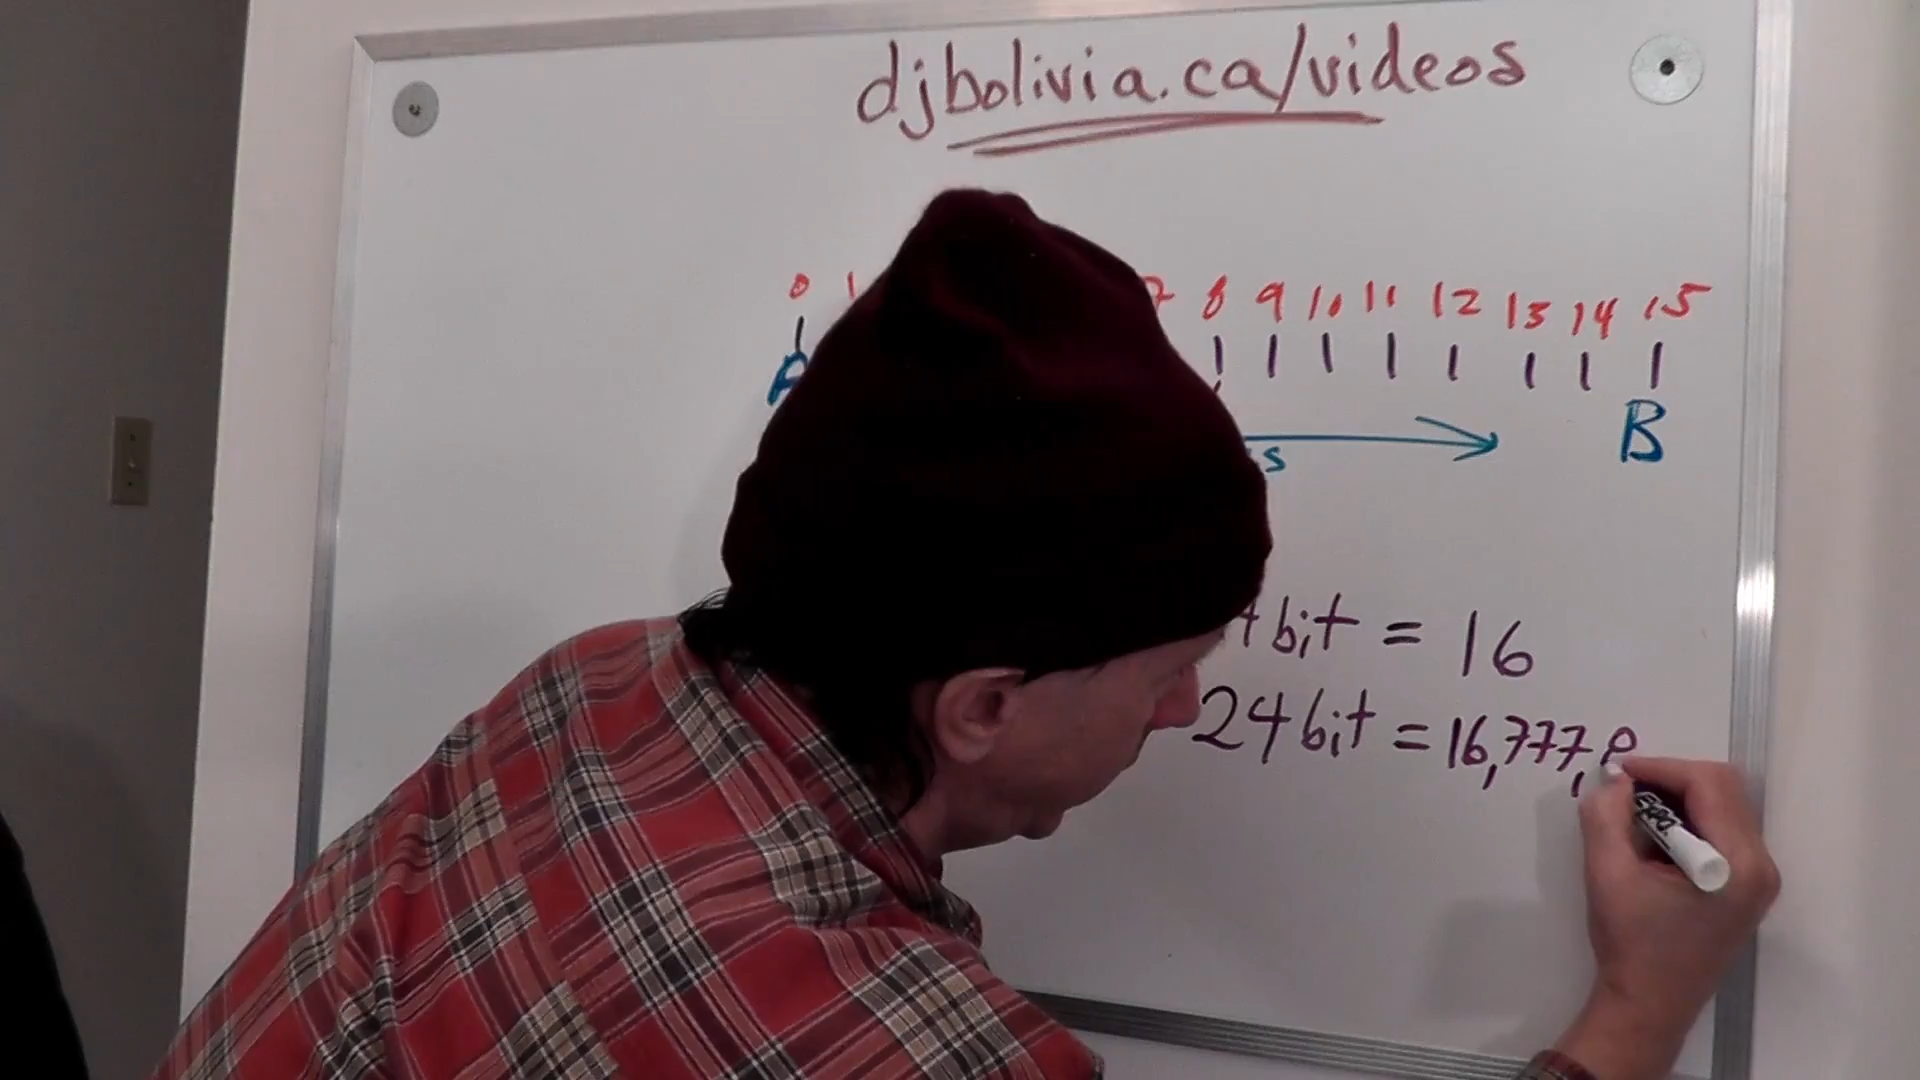 djbolivia.ca/videos
0 1 7 8 9 10 11 12 13 14 15
A B
s
4 bit = 16
24 bit = 16,777,8
EXPO